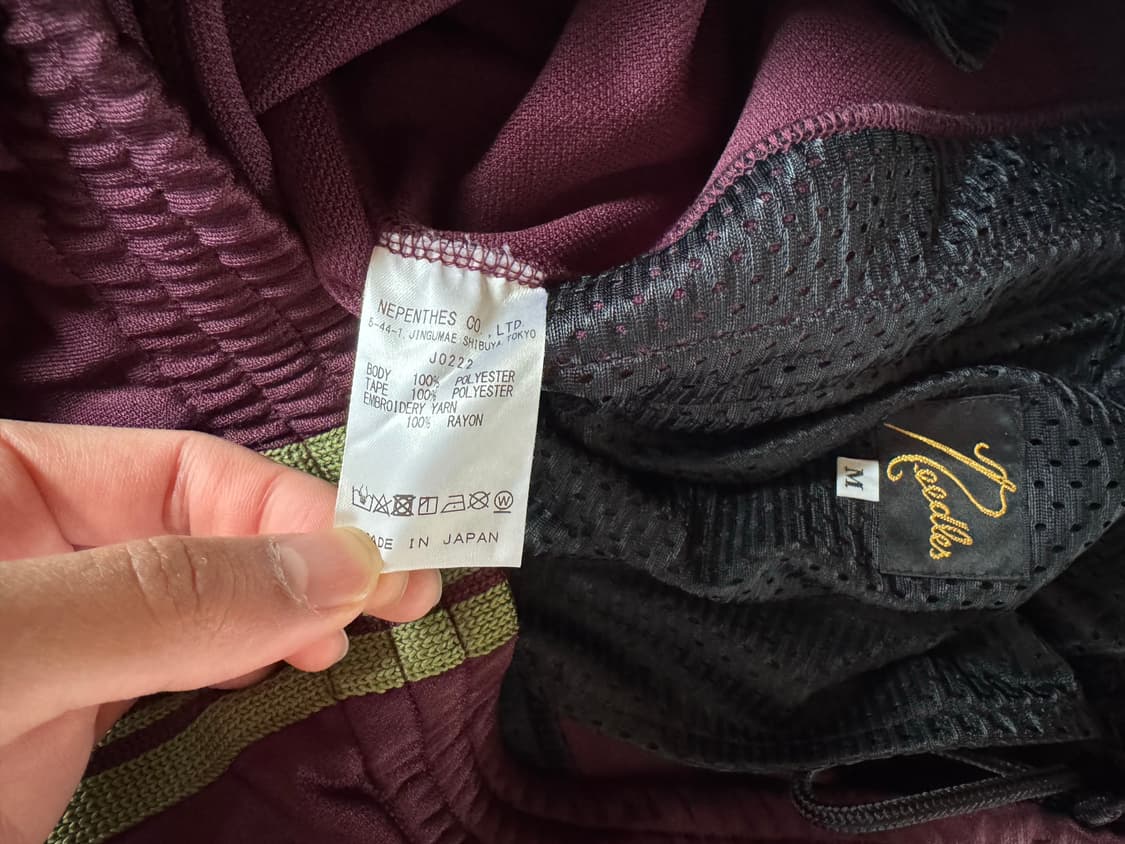 NEPENTHES CO.,LTD.
5-44-1, JINGUMAE SHIBUYA, TOKYO
J0222
BODY 100% POLYESTER
TAPE 100% POLYESTER
EMBROIDERY YARN
100% RAYON
W
MADE IN JAPAN
M
Needles